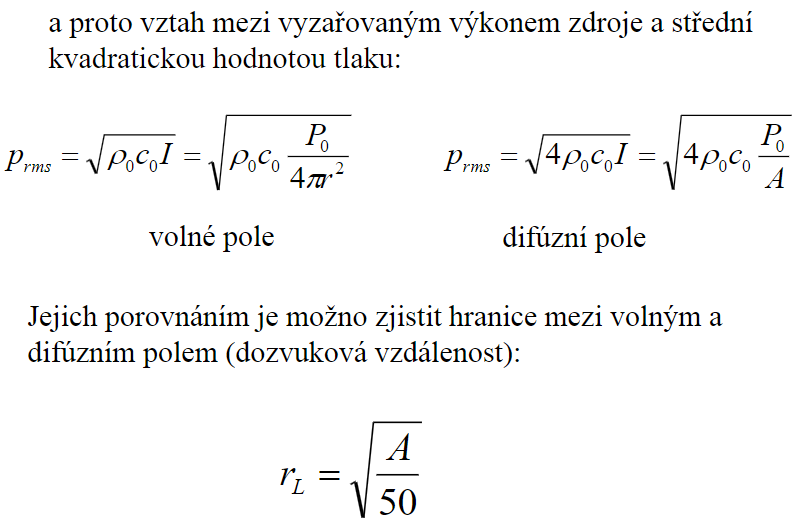 a proto vztah mezi vyzařovaným výkonem zdroje a střední
kvadratickou hodnotou tlaku:
p_{rms} = \sqrt{\rho_0 c_0 I} = \sqrt{\rho_0 c_0 \frac{P_0}{4\pi r^2}}
p_{rms} = \sqrt{4\rho_0 c_0 I} = \sqrt{4\rho_0 c_0 \frac{P_0}{A}}
volné pole
difúzní pole
Jejich porovnáním je možno zjistit hranice mezi volným a
difúzním polem (dozvuková vzdálenost):
r_L = \sqrt{\frac{A}{50}}